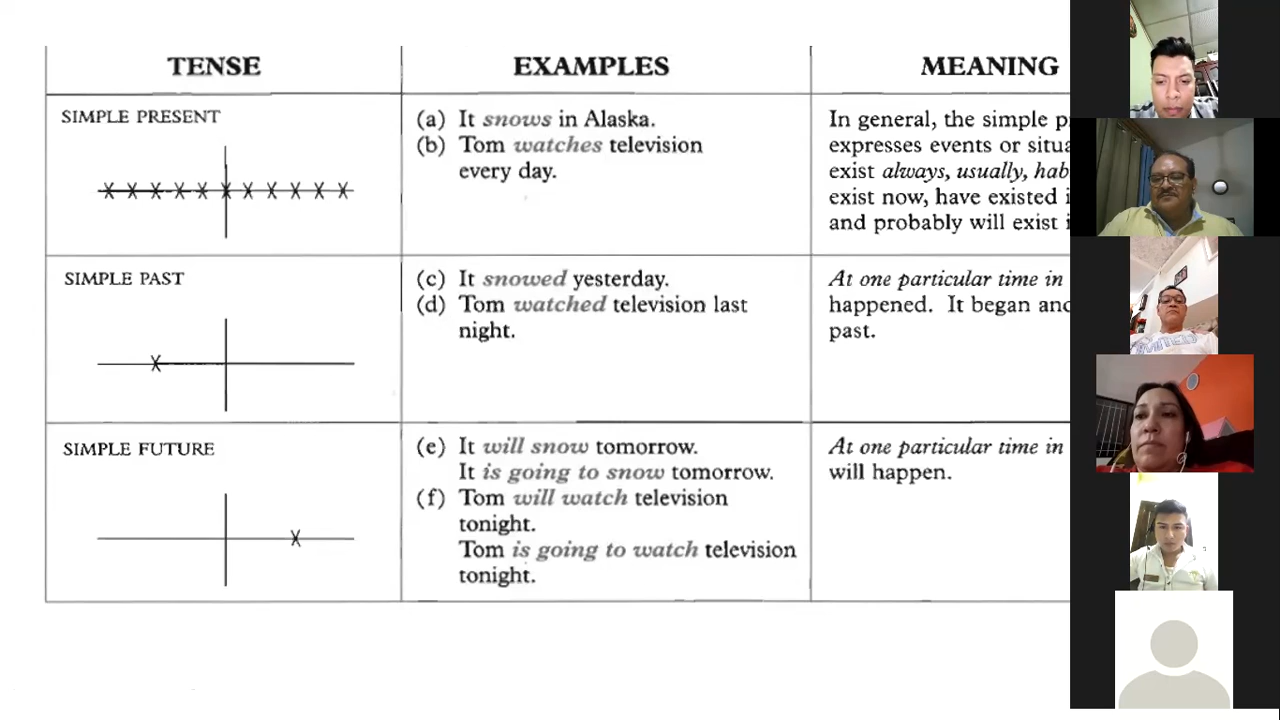 TENSE
EXAMPLES
MEANING
SIMPLE PRESENT
(a) It snows in Alaska.
(b) Tom watches television
every day.
In general, the simple
expresses events or
exist always, usually,
exist now, have existed
and probably will exist
SIMPLE PAST
(c) It snowed yesterday.
(d) Tom watched television last
night.
At one particular time in
happened. It began
past.
SIMPLE FUTURE
(e) It will snow tomorrow.
It is going to snow tomorrow.
(f) Tom will watch television
tonight.
Tom is going to watch television
tonight.
At one particular time in
will happen.